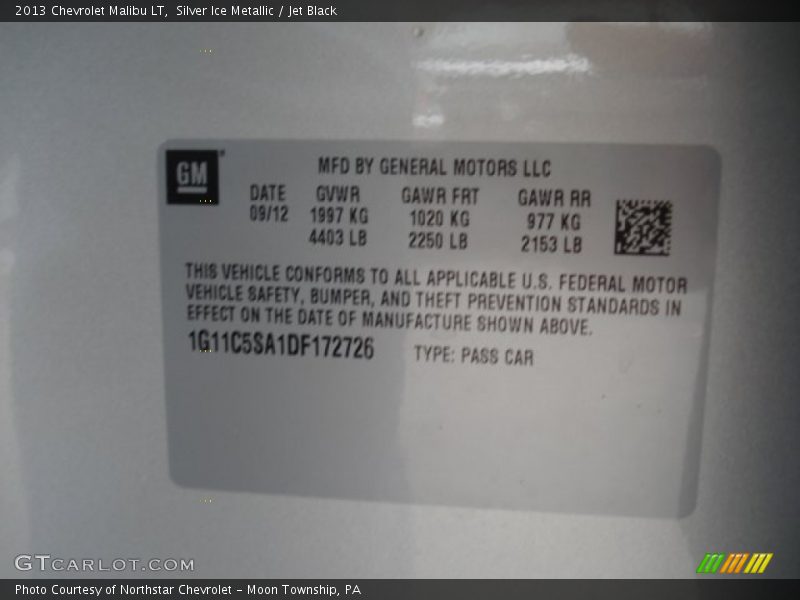 2013 Chevrolet Malibu LT,  Silver Ice Metallic / Jet Black
GM
MFD BY GENERAL MOTORS LLC
DATE GVWR GAWR FRT GAWR RR
09/12 1997 KG 1020 KG 977 KG
4403 LB 2250 LB 2153 LB
THIS VEHICLE CONFORMS TO ALL APPLICABLE U.S. FEDERAL MOTOR
VEHICLE SAFETY, BUMPER, AND THEFT PREVENTION STANDARDS IN
EFFECT ON THE DATE OF MANUFACTURE SHOWN ABOVE.
1G11C5SA1DF172726 TYPE: PASS CAR
GTCARLOT.COM
Photo Courtesy of Northstar Chevrolet – Moon Township, PA